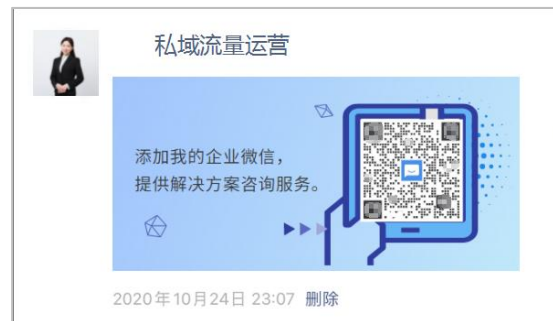 私域流量运营
添加我的企业微信，
提供解决方案咨询服务。
2020年10月24日 23:07 删除